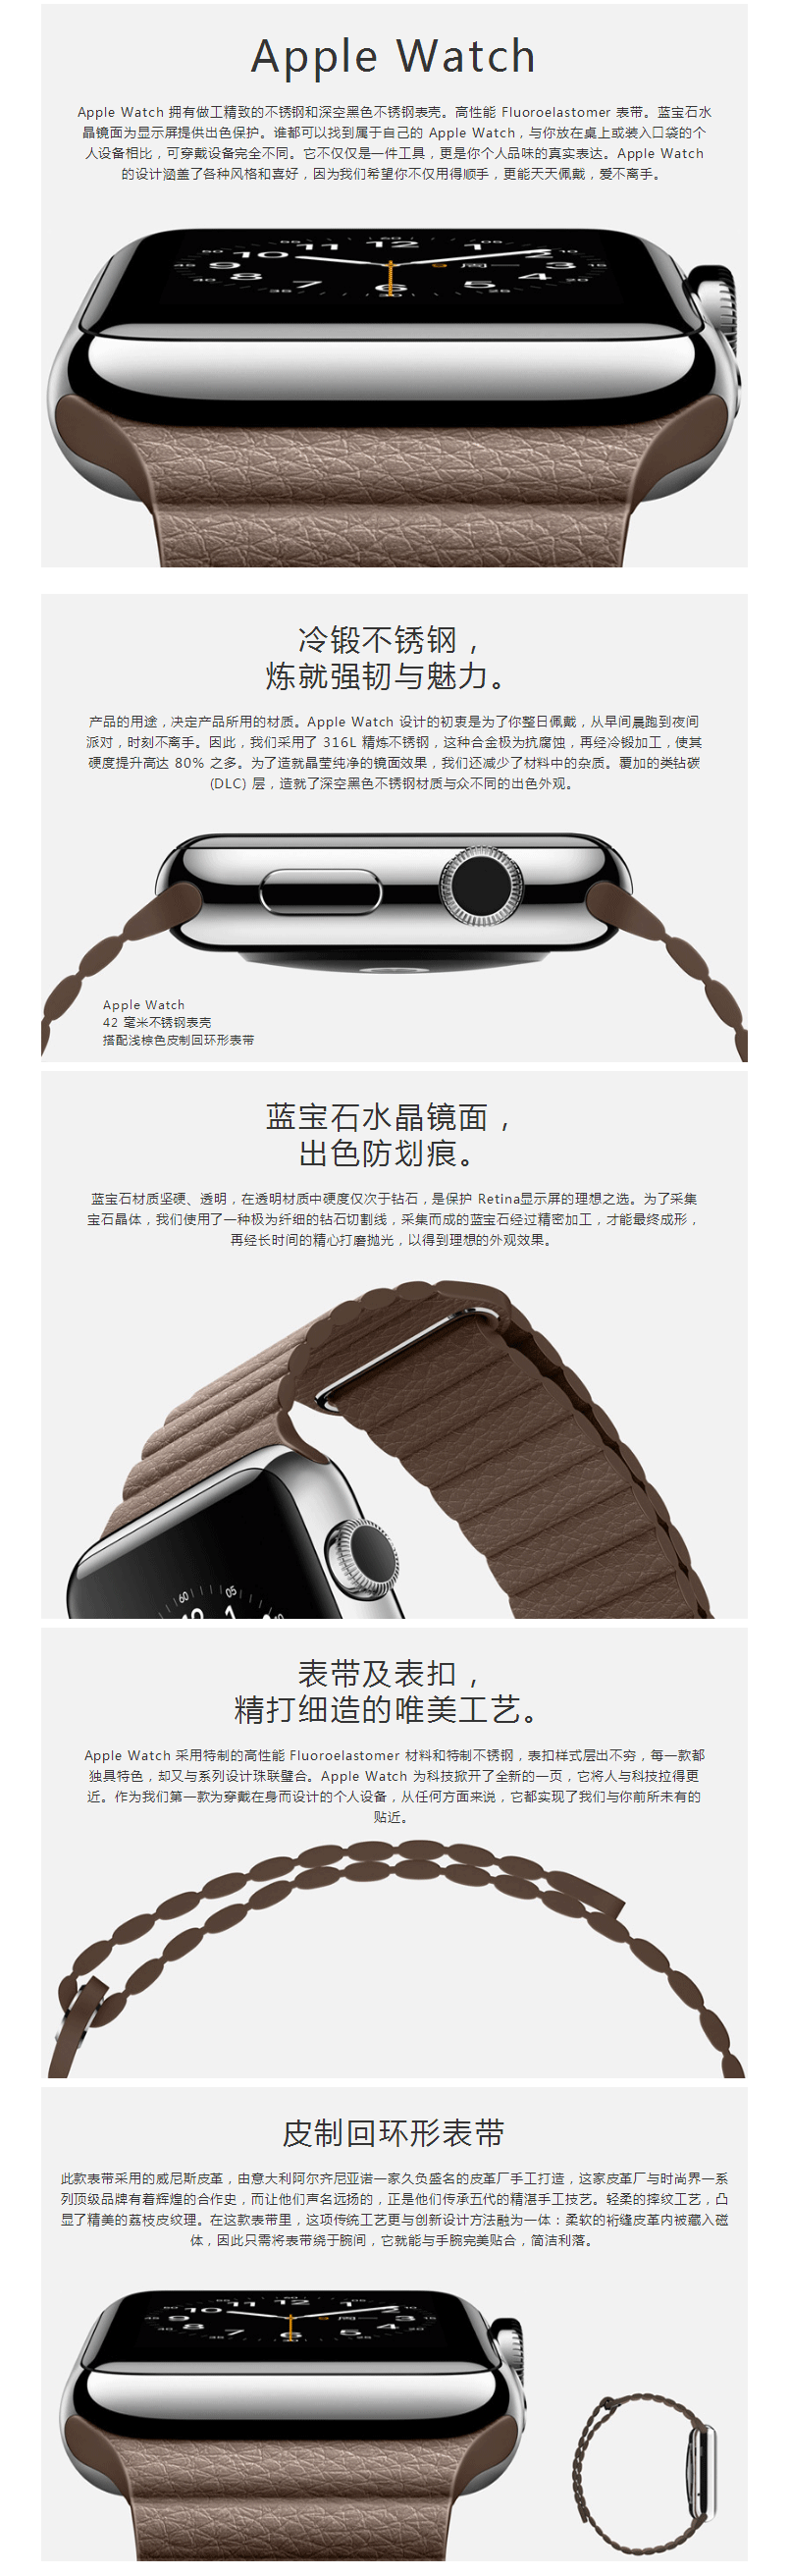 Apple Watch
Apple Watch 拥有做工精致的不锈钢和深空黑色不锈钢表壳。高性能 Fluoroelastomer 表带。蓝宝石水
晶镜面为显示屏提供出色保护。谁都可以找到属于自己的 Apple Watch，与你放在桌上或装入口袋的个
人设备相比，可穿戴设备完全不同。它不仅仅是一件工具，更是你个人品味的真实表达。Apple Watch
的设计涵盖了各种风格和喜好，因为我们希望你不仅用得顺手，更能天天佩戴，爱不离手。
冷锻不锈钢，
炼就强韧与魅力。
产品的用途，决定产品所用的材质。Apple Watch 设计的初衷是为了你整日佩戴，从早间晨跑到夜间
派对，时刻不离手。因此，我们采用了 316L 精炼不锈钢，这种合金极为抗腐蚀，再经冷锻加工，使其
硬度提升高达 80% 之多。为了造就晶莹纯净的镜面效果，我们还减少了材料中的杂质。覆加的类钻碳
(DLC) 层，造就了深空黑色不锈钢材质与众不同的出色外观。
Apple Watch
42 毫米不锈钢表壳
搭配浅棕色皮制回环形表带
蓝宝石水晶镜面，
出色防划痕。
蓝宝石材质坚硬、透明，在透明材质中硬度仅次于钻石，是保护 Retina显示屏的理想之选。为了采集
宝石晶体，我们使用了一种极为纤细的钻石切割线，采集而成的蓝宝石经过精密加工，才能最终成形，
再经长时间的精心打磨抛光，以得到理想的外观效果。
60 05
表带及表扣，
精打细造的唯美工艺。
Apple Watch 采用特制的高性能 Fluoroelastomer 材料和特制不锈钢，表扣样式层出不穷，每一款都
独具特色，却又与系列设计珠联璧合。Apple Watch 为科技掀开了全新的一页，它将人与科技拉得更
近。作为我们第一款为穿戴在身而设计的个人设备，从任何方面来说，它都实现了我们与你前所未有的
贴近。
皮制回环形表带
此款表带采用的威尼斯皮革，由意大利阿尔齐尼亚诺一家久负盛名的皮革厂手工打造，这家皮革厂与时尚界一系
列顶级品牌有着辉煌的合作史，而让他们声名远扬的，正是他们传承五代的精湛手工技艺。轻柔的摔纹工艺，凸
显了精美的荔枝皮纹理。在这款表带里，这项传统工艺更与创新设计方法融为一体：柔软的衍缝皮革内被藏入磁
体，因此只需将表带绕于腕间，它就能与手腕完美贴合，简洁利落。